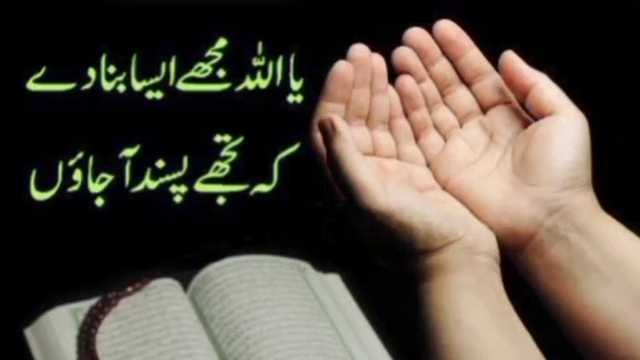 یا اللہ مجھے ایسا بنا دے
کہ تجھے پسند آ جاؤں